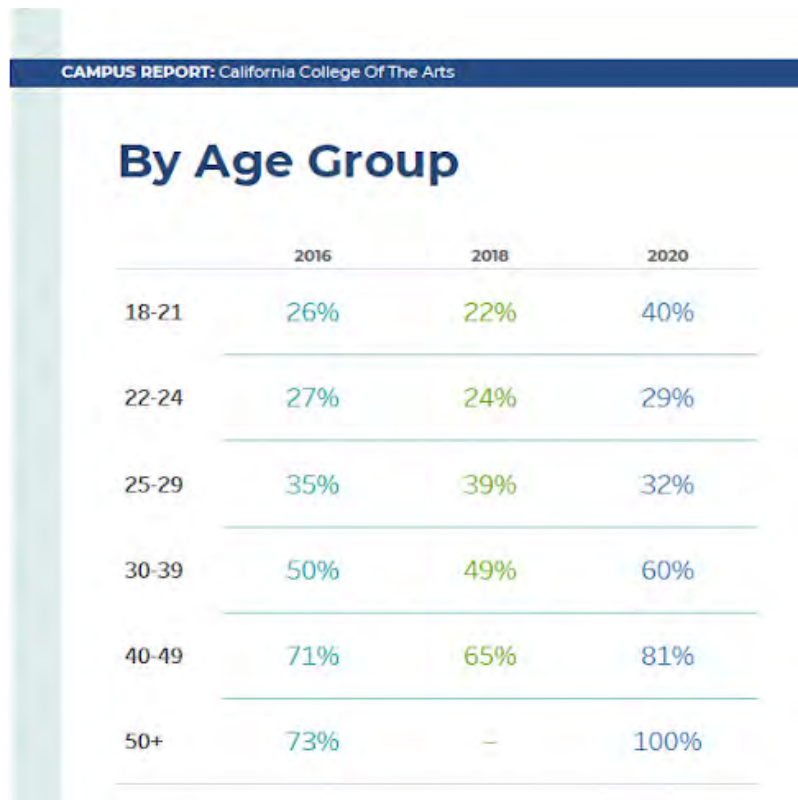 CAMPUS REPORT: California College Of The Arts
By Age Group
2016 2018 2020
18-21 26% 22% 40%
22-24 27% 24% 29%
25-29 35% 39% 32%
30-39 50% 49% 60%
40-49 71% 65% 81%
50+ 73% – 100%